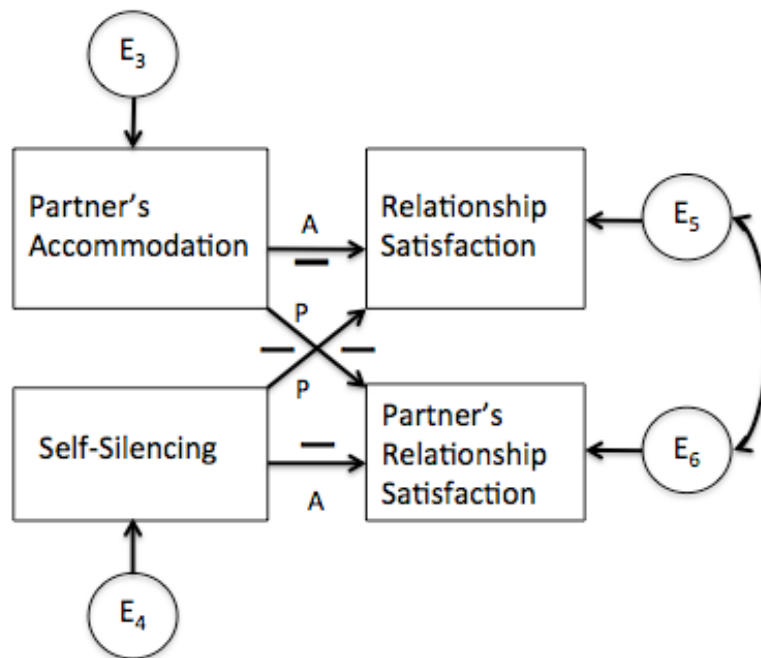 E₃
Partner’s
Accommodation
A
Relationship
Satisfaction
E₅
P
P
Self-Silencing
A
Partner’s
Relationship
Satisfaction
E₆
E₄